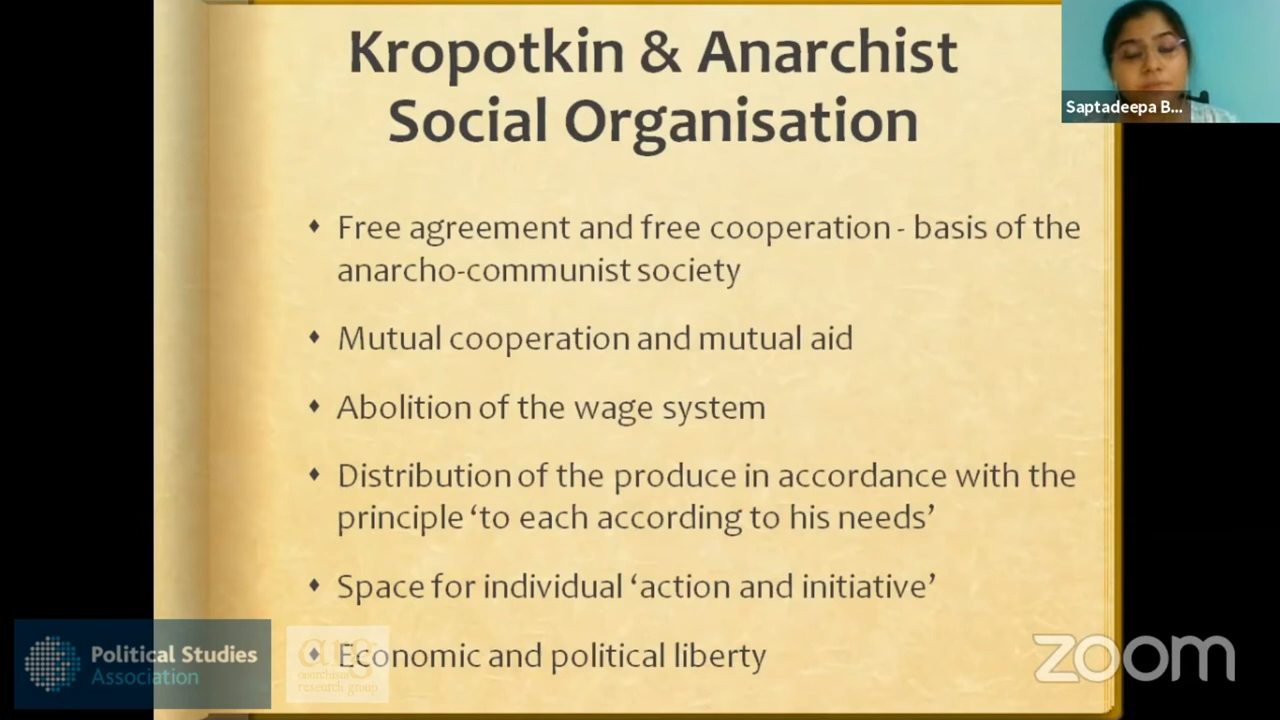 Kropotkin & Anarchist
Social Organisation
Saptadeepa B...
♦ Free agreement and free cooperation - basis of the
anarcho-communist society
♦ Mutual cooperation and mutual aid
♦ Abolition of the wage system
♦ Distribution of the produce in accordance with the
principle ‘to each according to his needs’
♦ Space for individual ‘action and initiative’
♦ Economic and political liberty
Political Studies
Association
arg
anarchism
research group
zoom